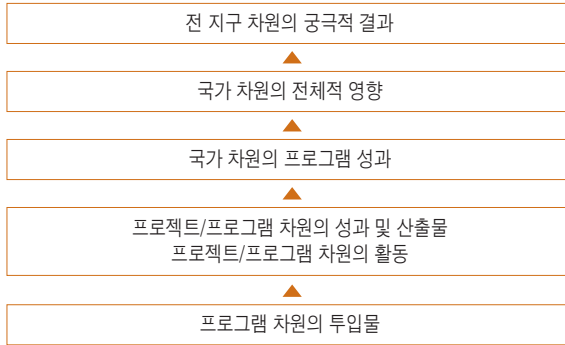 전 지구 차원의 궁극적 결과
국가 차원의 전체적 영향
국가 차원의 프로그램 성과
프로젝트/프로그램 차원의 성과 및 산출물
프로젝트/프로그램 차원의 활동
프로그램 차원의 투입물